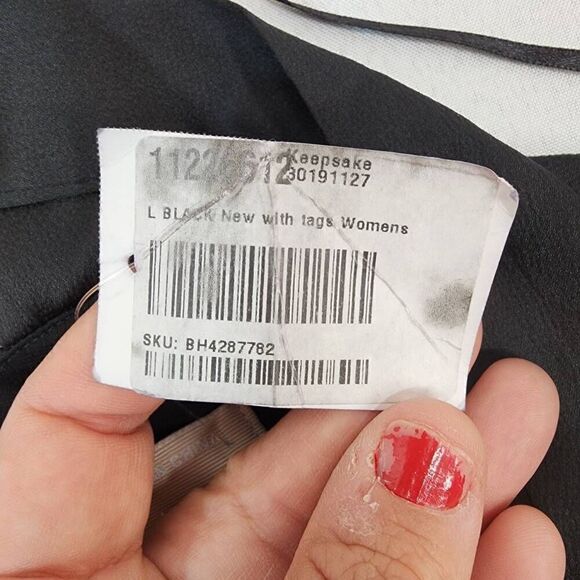 Keepsake
30191127
L BLACK New with tags Womens
SKU: BH4287782